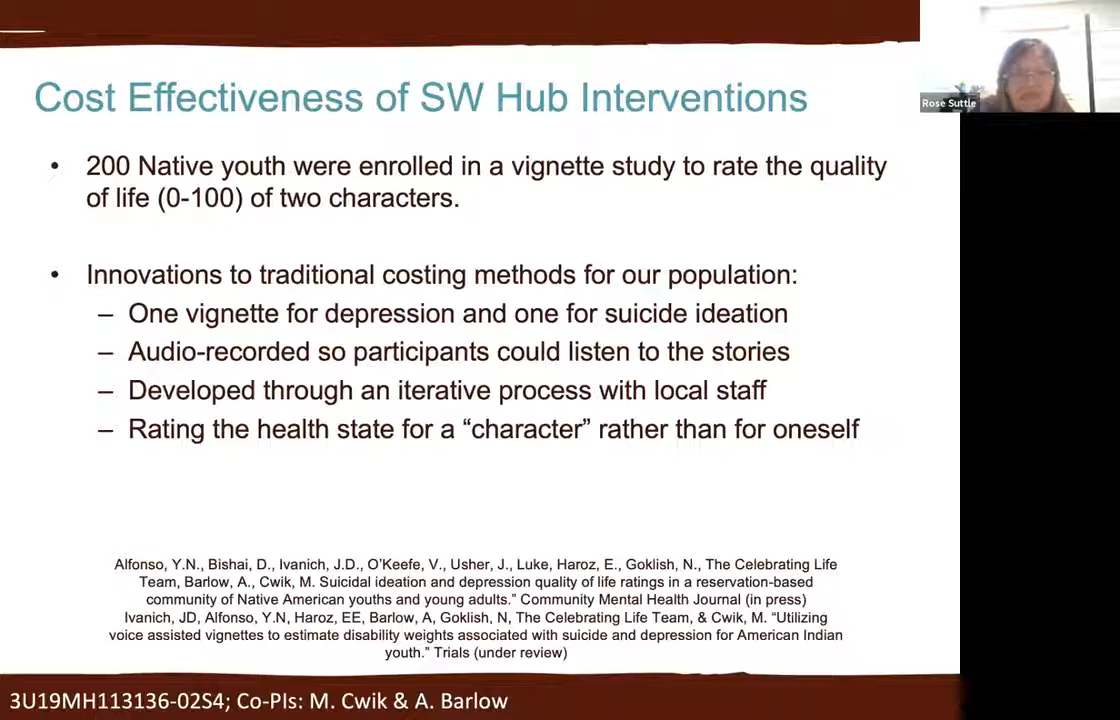 Cost Effectiveness of SW Hub Interventions
Rose Suttle
• 200 Native youth were enrolled in a vignette study to rate the quality
of life (0-100) of two characters.
• Innovations to traditional costing methods for our population:
– One vignette for depression and one for suicide ideation
– Audio-recorded so participants could listen to the stories
– Developed through an iterative process with local staff
– Rating the health state for a “character” rather than for oneself
Alfonso, Y.N., Bishai, D., Ivanich, J.D., O’Keefe, V., Usher, J., Luke, Haroz, E., Goklish, N., The Celebrating Life
Team, Barlow, A., Cwik, M. Suicidal ideation and depression quality of life ratings in a reservation-based
community of Native American youths and young adults.” Community Mental Health Journal (in press)
Ivanich, JD, Alfonso, Y.N, Haroz, EE, Barlow, A, Goklish, N, The Celebrating Life Team, & Cwik, M. “Utilizing
voice assisted vignettes to estimate disability weights associated with suicide and depression for American Indian
youth.” Trials (under review)
3U19MH113136-02S4; Co-PIs: M. Cwik & A. Barlow